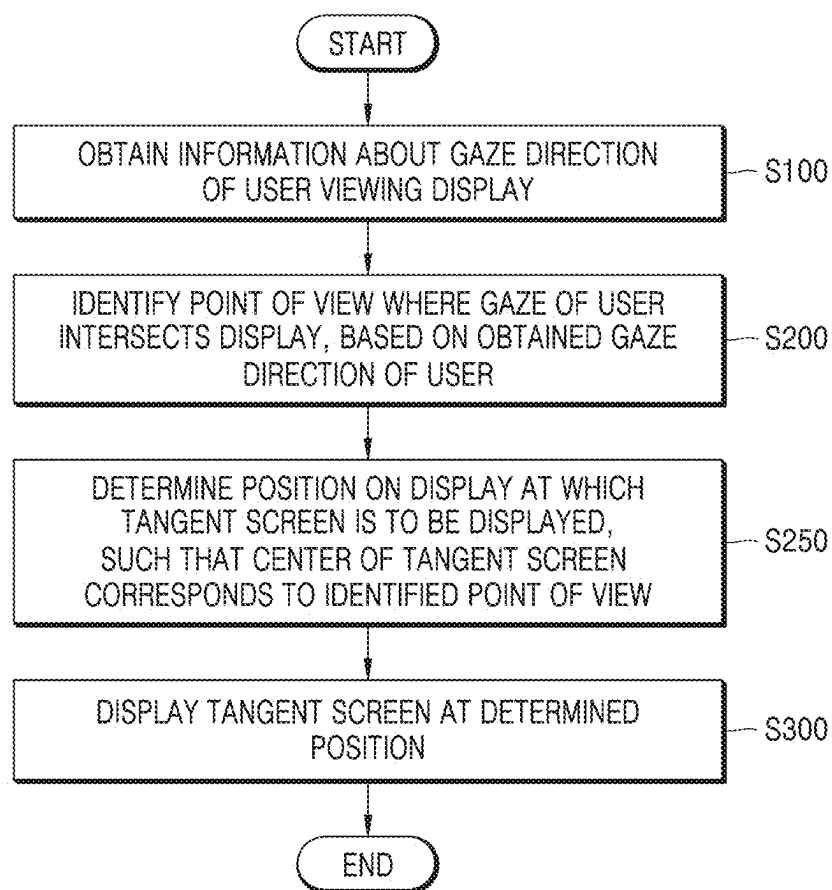 START
OBTAIN INFORMATION ABOUT GAZE DIRECTION
OF USER VIEWING DISPLAY
S100
IDENTIFY POINT OF VIEW WHERE GAZE OF USER
INTERSECTS DISPLAY, BASED ON OBTAINED GAZE
DIRECTION OF USER
S200
DETERMINE POSITION ON DISPLAY AT WHICH
TANGENT SCREEN IS TO BE DISPLAYED,
SUCH THAT CENTER OF TANGENT SCREEN
CORRESPONDS TO IDENTIFIED POINT OF VIEW
S250
DISPLAY TANGENT SCREEN AT DETERMINED
POSITION
S300
END